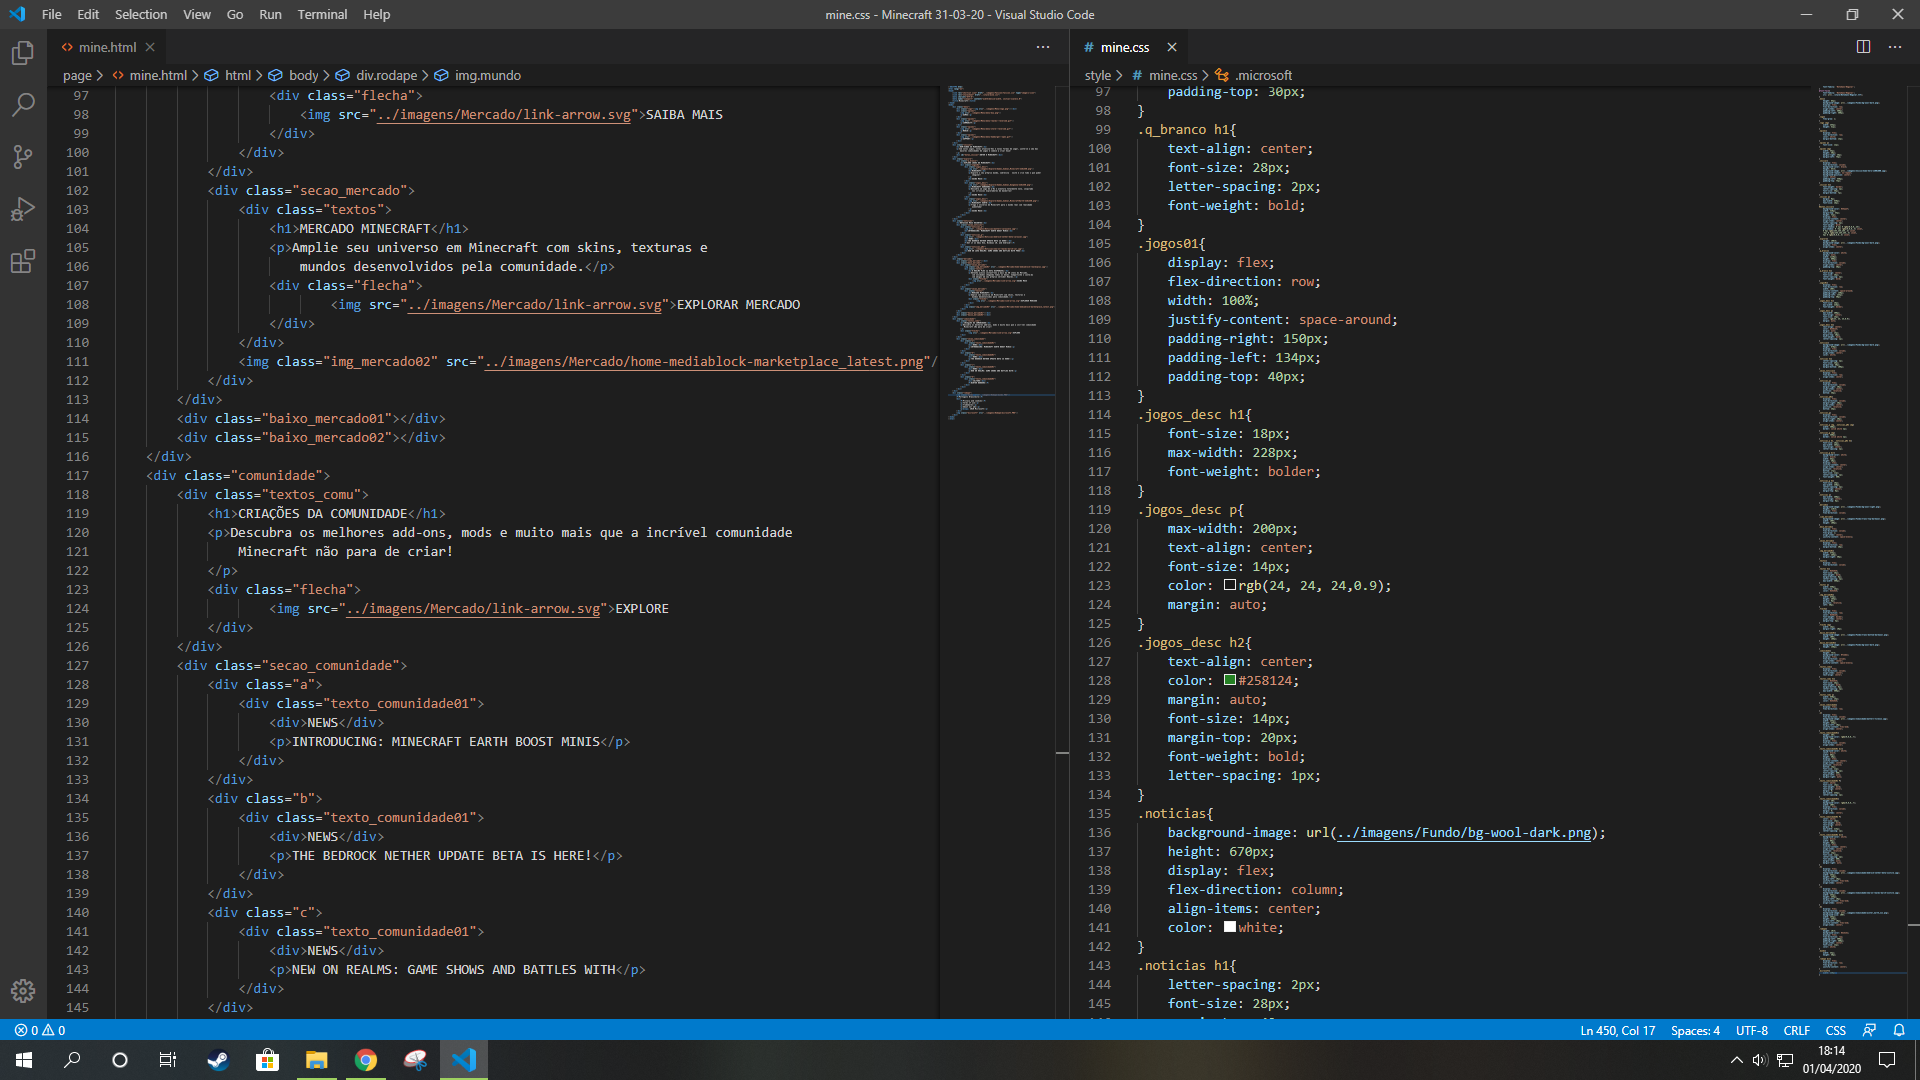 File Edit Selection View Go Run Terminal Help
mine.css - Minecraft 31-03-20 - Visual Studio Code
mine.html
page > mine.html > html > body > div.rodape > img.mundo
97 <div class="flecha">
98 <img src="../imagens/Mercado/link-arrow.svg">SAIBA MAIS
99 </div>
100 </div>
101 </div>
102 <div class="secao_mercado">
103 <div class="textos">
104 <h1>MERCADO MINECRAFT</h1>
105 <p>Amplie seu universo em Minecraft com skins, texturas e
106 mundos desenvolvidos pela comunidade.</p>
107 <div class="flecha">
108 <img src="../imagens/Mercado/link-arrow.svg">EXPLORAR MERCADO
109 </div>
110 </div>
111 <img class="img_mercado02" src="../imagens/Mercado/home-mediablock-marketplace_latest.png"/
112 </div>
113 </div>
114 <div class="baixo_mercado01"></div>
115 <div class="baixo_mercado02"></div>
116 </div>
117 <div class="comunidade">
118 <div class="textos_comu">
119 <h1>CRIAÇÕES DA COMUNIDADE</h1>
120 <p>Descubra os melhores add-ons, mods e muito mais que a incrível comunidade
121 Minecraft não para de criar!
122 </p>
123 <div class="flecha">
124 <img src="../imagens/Mercado/link-arrow.svg">EXPLORE
125 </div>
126 </div>
127 <div class="secao_comunidade">
128 <div class="a">
129 <div class="texto_comunidade01">
130 <div>NEWS</div>
131 <p>INTRODUCING: MINECRAFT EARTH BOOST MINIS</p>
132 </div>
133 </div>
134 <div class="b">
135 <div class="texto_comunidade01">
136 <div>NEWS</div>
137 <p>THE BEDROCK NETHER UPDATE BETA IS HERE!</p>
138 </div>
139 </div>
140 <div class="c">
141 <div class="texto_comunidade01">
142 <div>NEWS</div>
143 <p>NEW ON REALMS: GAME SHOWS AND BATTLES WITH</p>
144 </div>
145 </div>
# mine.css
style > # mine.css > .microsoft
97 padding-top: 30px;
98 }
99 .q_branco h1{
100 text-align: center;
101 font-size: 28px;
102 letter-spacing: 2px;
103 font-weight: bold;
104 }
105 .jogos01{
106 display: flex;
107 flex-direction: row;
108 width: 100%;
109 justify-content: space-around;
110 padding-right: 150px;
111 padding-left: 134px;
112 padding-top: 40px;
113 }
114 .jogos_desc h1{
115 font-size: 18px;
116 max-width: 228px;
117 font-weight: bolder;
118 }
119 .jogos_desc p{
120 max-width: 200px;
121 text-align: center;
122 font-size: 14px;
123 color: rgb(24, 24, 24,0.9);
124 margin: auto;
125 }
126 .jogos_desc h2{
127 text-align: center;
128 color: #258124;
129 margin: auto;
130 font-size: 14px;
131 margin-top: 20px;
132 font-weight: bold;
133 letter-spacing: 1px;
134 }
135 .noticias{
136 background-image: url(../imagens/Fundo/bg-wool-dark.png);
137 height: 670px;
138 display: flex;
139 flex-direction: column;
140 align-items: center;
141 color: white;
142 }
143 .noticias h1{
144 letter-spacing: 2px;
145 font-size: 28px;
0 0
Ln 450, Col 17 Spaces: 4 UTF-8 CRLF CSS
18:14
01/04/2020